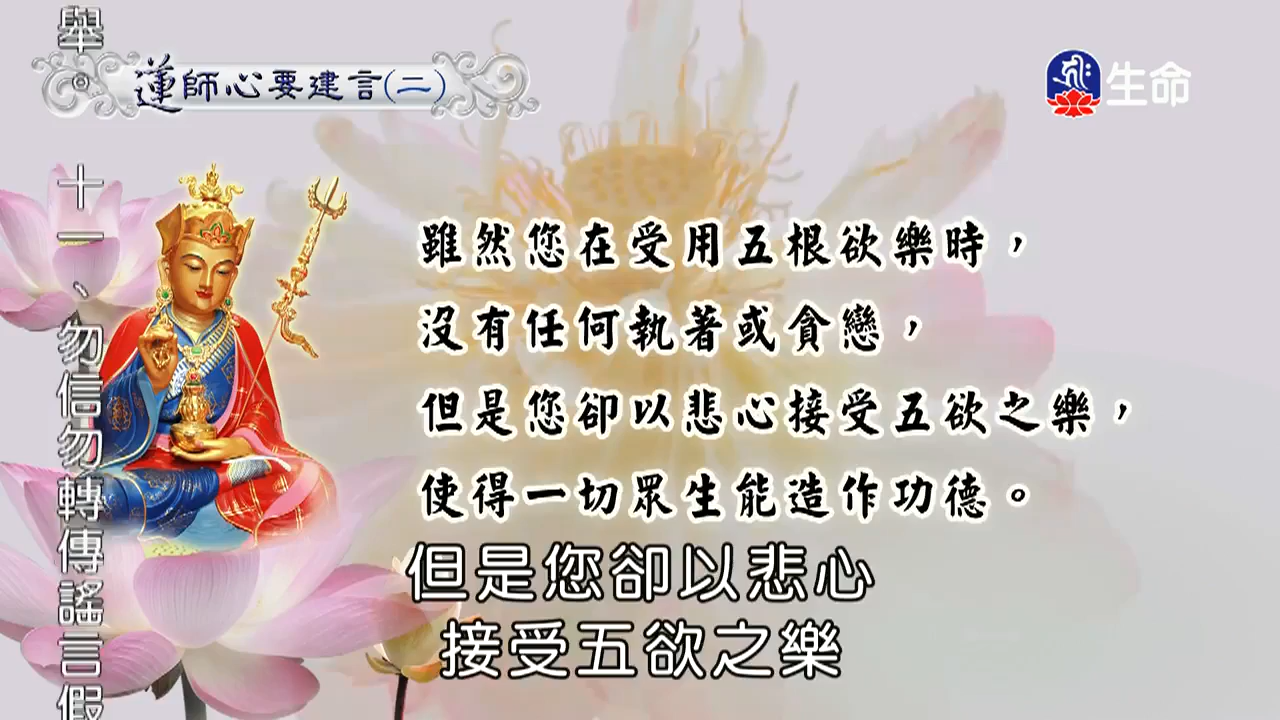 舉。 十一、勿信勿轉傳謠言假
蓮師心要建言(二)
生命
雖然您在受用五根欲樂時，
沒有任何執著或貪戀，
但是您卻以悲心接受五欲之樂，
使得一切眾生能造作功德。
但是您卻以悲心
接受五欲之樂